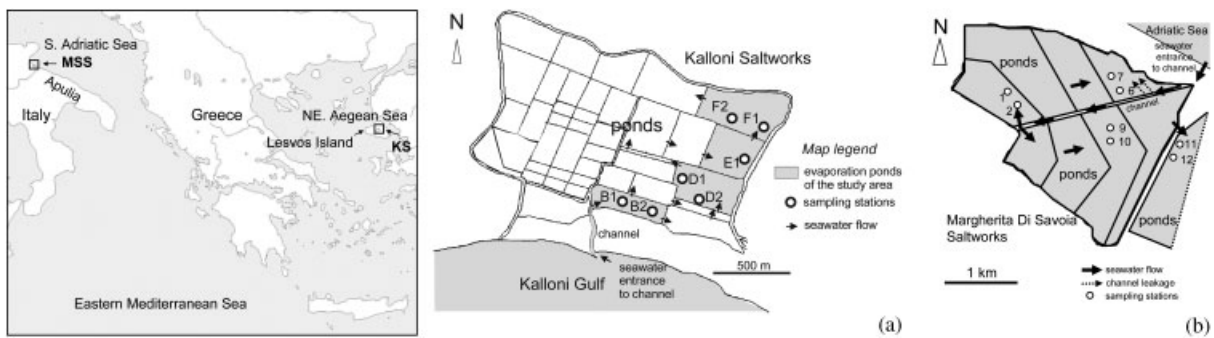 S. Adriatic Sea
MSS
Apulia
Italy
Greece
NE. Aegean Sea
Lesvos Island
KS
Eastern Mediterranean Sea
N
Kalloni Saltworks
ponds
F2
F1
E1
D1
D2
B1
B2
channel
Kalloni Gulf
seawater
entrance
to channel
Map legend
evaporation ponds
of the study area
sampling stations
seawater flow
500 m
(a)
N
Adriatic Sea
seawater
entrance
to channel
ponds
7
6
1
2
channel
9
10
11
12
ponds
ponds
Margherita Di Savoia
Saltworks
1 km
seawater flow
channel leakage
sampling stations
(b)